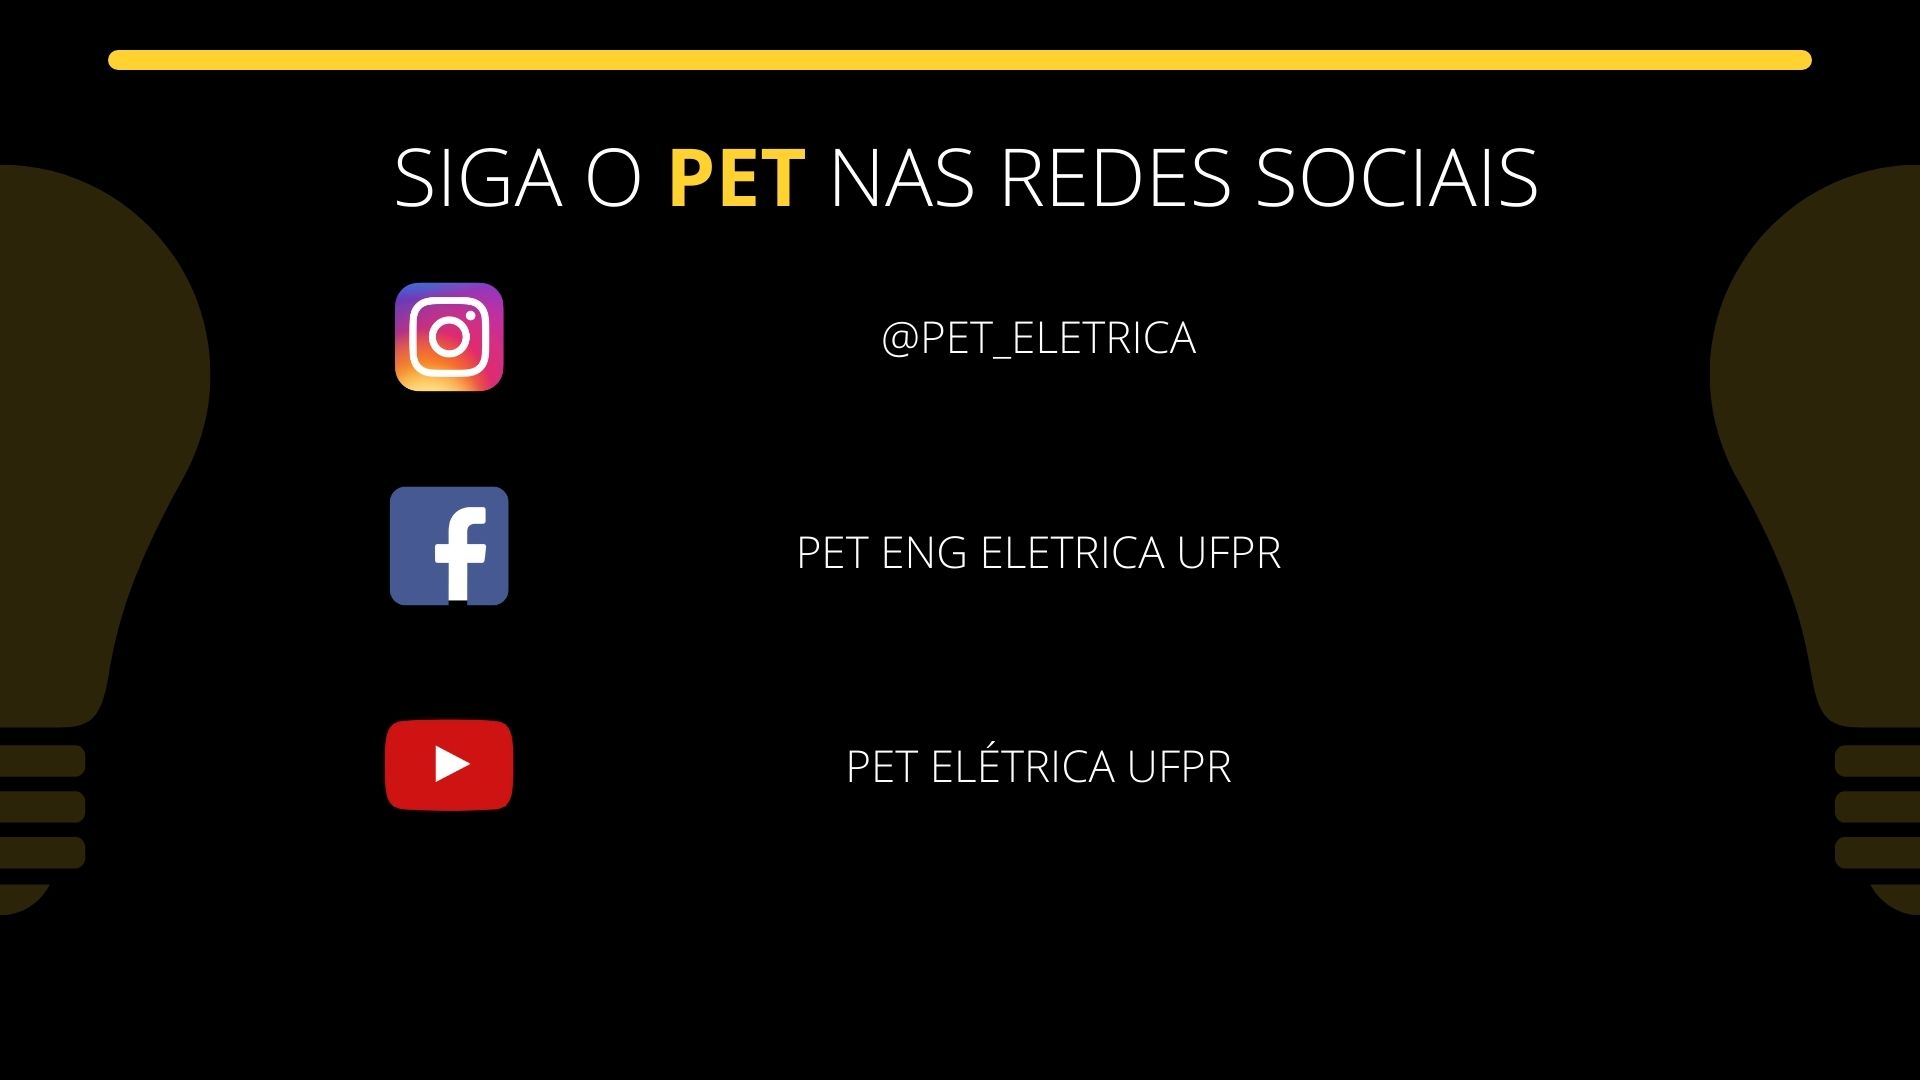 SIGA O PET NAS REDES SOCIAIS
@PET_ELETRICA
PET ENG ELETRICA UFPR
PET ELÉTRICA UFPR